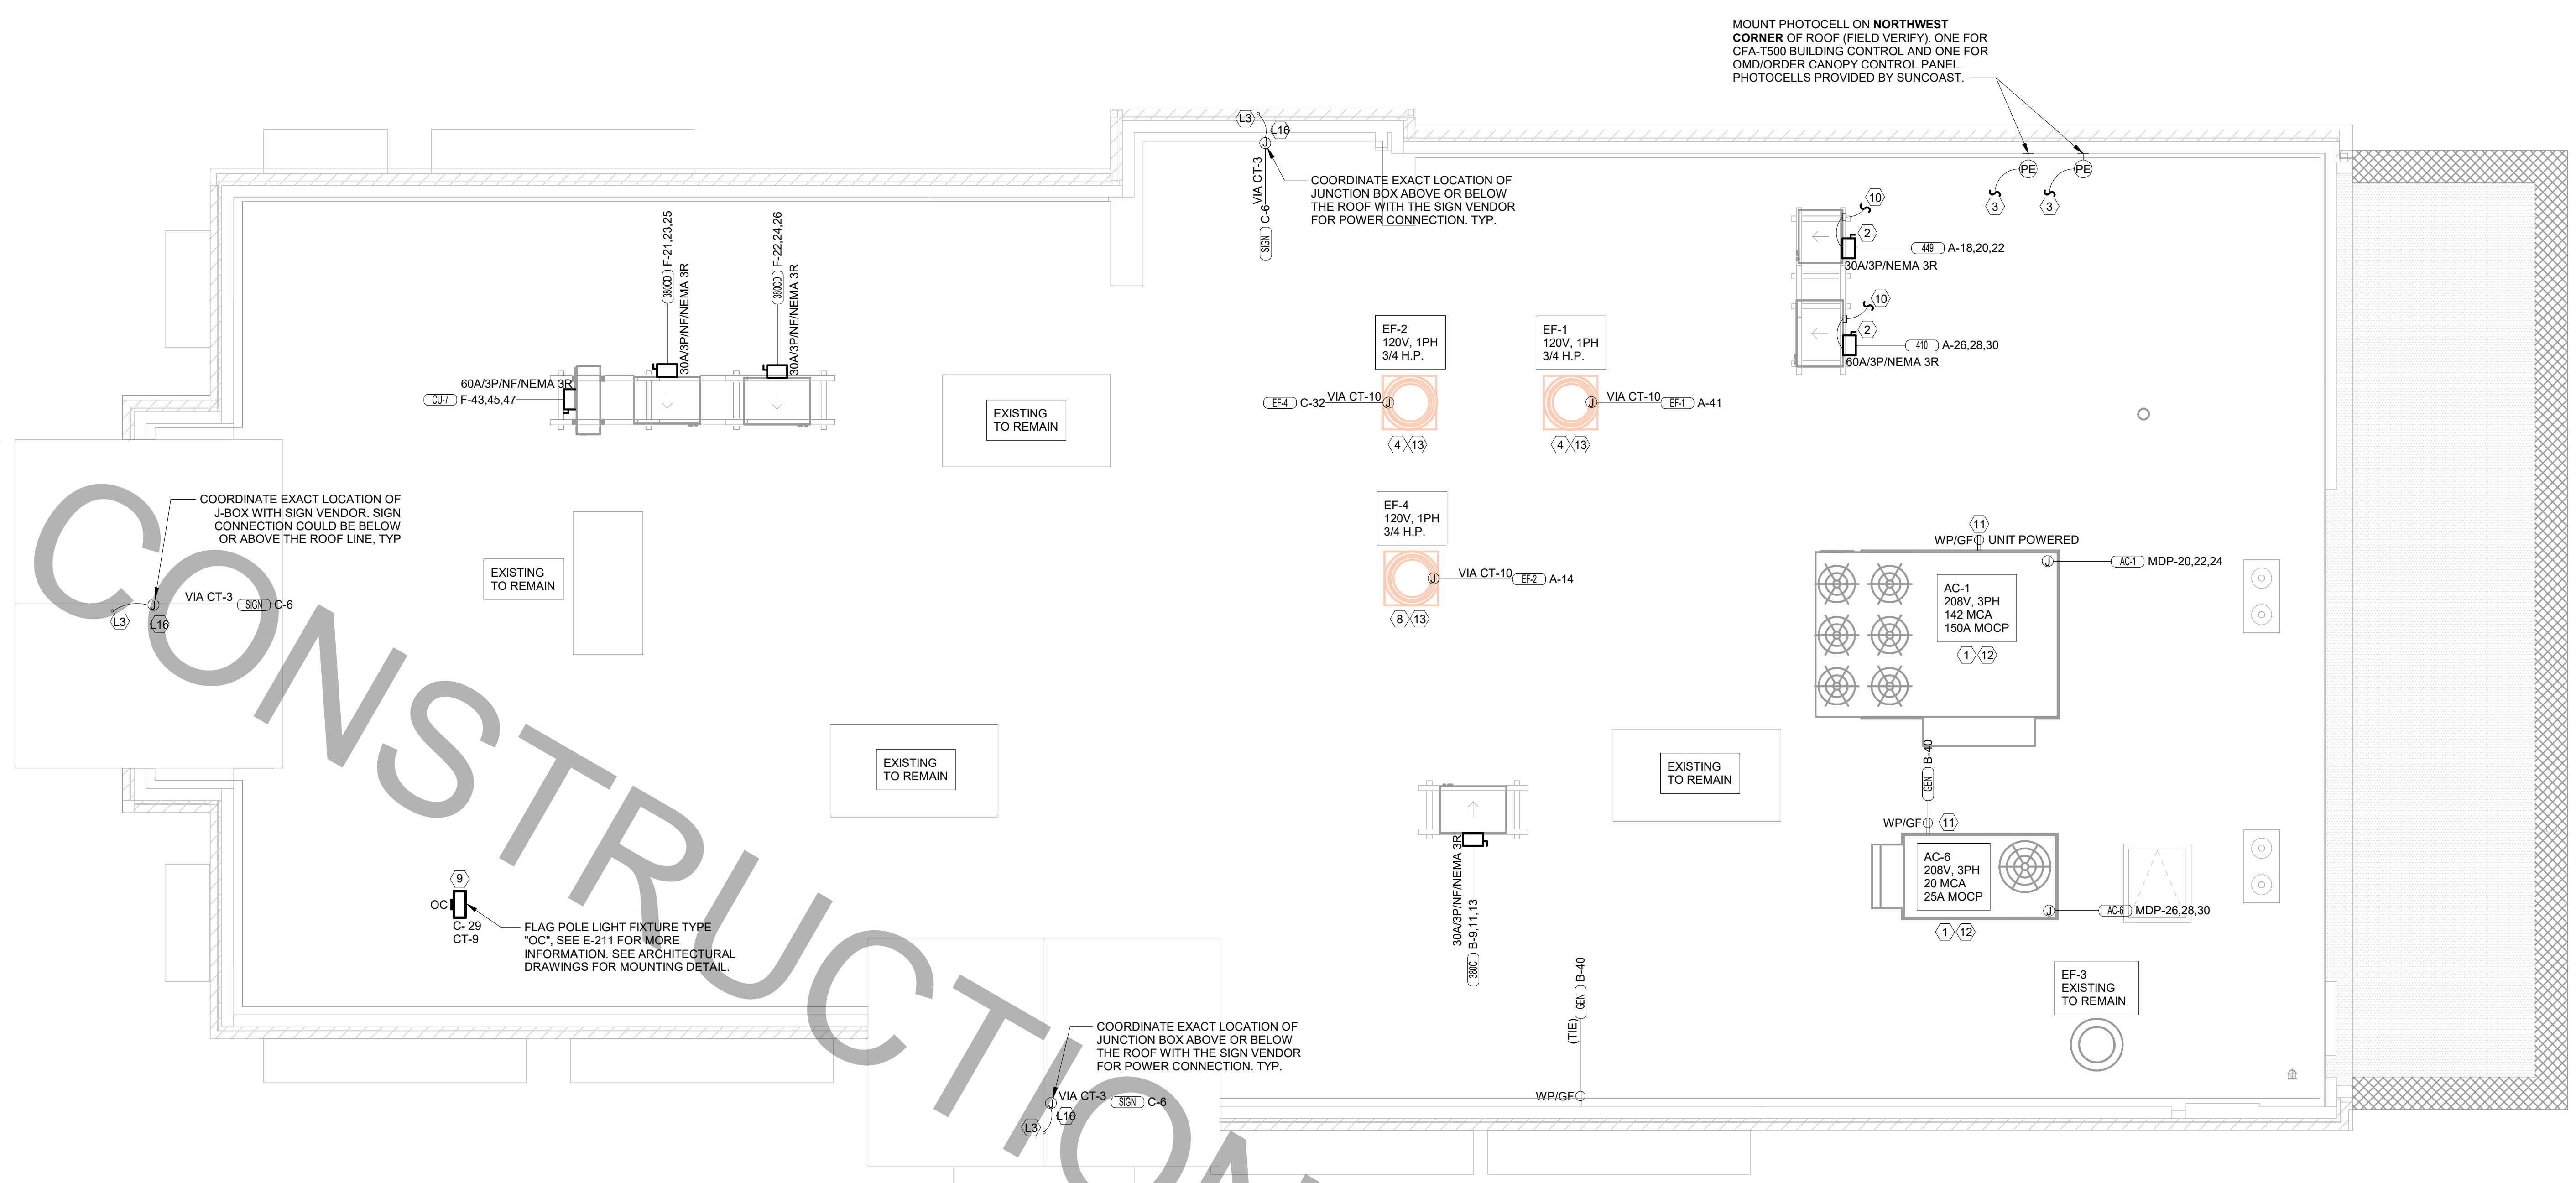 MOUNT PHOTOCELL ON NORTHWEST
CORNER OF ROOF (FIELD VERIFY). ONE FOR
CFA-T500 BUILDING CONTROL AND ONE FOR
OMD/ORDER CANOPY CONTROL PANEL.
PHOTOCELLS PROVIDED BY SUNCOAST.
L3
L16
J
VIA CT-3
SIGN C-6
COORDINATE EXACT LOCATION OF
JUNCTION BOX ABOVE OR BELOW
THE ROOF WITH THE SIGN VENDOR
FOR POWER CONNECTION. TYP.
PE
PE
3
3
10
2
449 A-18,20,22
30A/3P/NEMA 3R
10
2
410 A-26,28,30
60A/3P/NEMA 3R
380CD F-21,23,25
30A/3P/NF/NEMA 3R
380CD F-22,24,26
30A/3P/NF/NEMA 3R
60A/3P/NF/NEMA 3R
CU-7 F-43,45,47
EXISTING
TO REMAIN
EF-2
120V, 1PH
3/4 H.P.
EF-4 C-32 VIA CT-10 J
4 13
EF-1
120V, 1PH
3/4 H.P.
J VIA CT-10 EF-1 A-41
4 13
EF-4
120V, 1PH
3/4 H.P.
J VIA CT-10 EF-2 A-14
8 13
COORDINATE EXACT LOCATION OF
J-BOX WITH SIGN VENDOR. SIGN
CONNECTION COULD BE BELOW
OR ABOVE THE ROOF LINE, TYP
J VIA CT-3 SIGN C-6
L3
L16
EXISTING
TO REMAIN
11
WP/GF UNIT POWERED
J AC-1 MDP-20,22,24
AC-1
208V, 3PH
142 MCA
150A MOCP
1 12
EXISTING
TO REMAIN
EXISTING
TO REMAIN
GEN B-40
WP/GF 11
AC-6
208V, 3PH
20 MCA
25A MOCP
J AC-6 MDP-26,28,30
1 12
30A/3P/NF/NEMA 3R
380C B-9,11,13
9
OC
C- 29
CT-9
FLAG POLE LIGHT FIXTURE TYPE
"OC", SEE E-211 FOR MORE
INFORMATION. SEE ARCHITECTURAL
DRAWINGS FOR MOUNTING DETAIL.
EF-3
EXISTING
TO REMAIN
(TIE) GEN B-40
WP/GF
COORDINATE EXACT LOCATION OF
JUNCTION BOX ABOVE OR BELOW
THE ROOF WITH THE SIGN VENDOR
FOR POWER CONNECTION. TYP.
J VIA CT-3 SIGN C-6
L3
L16
CONSTRUCTION